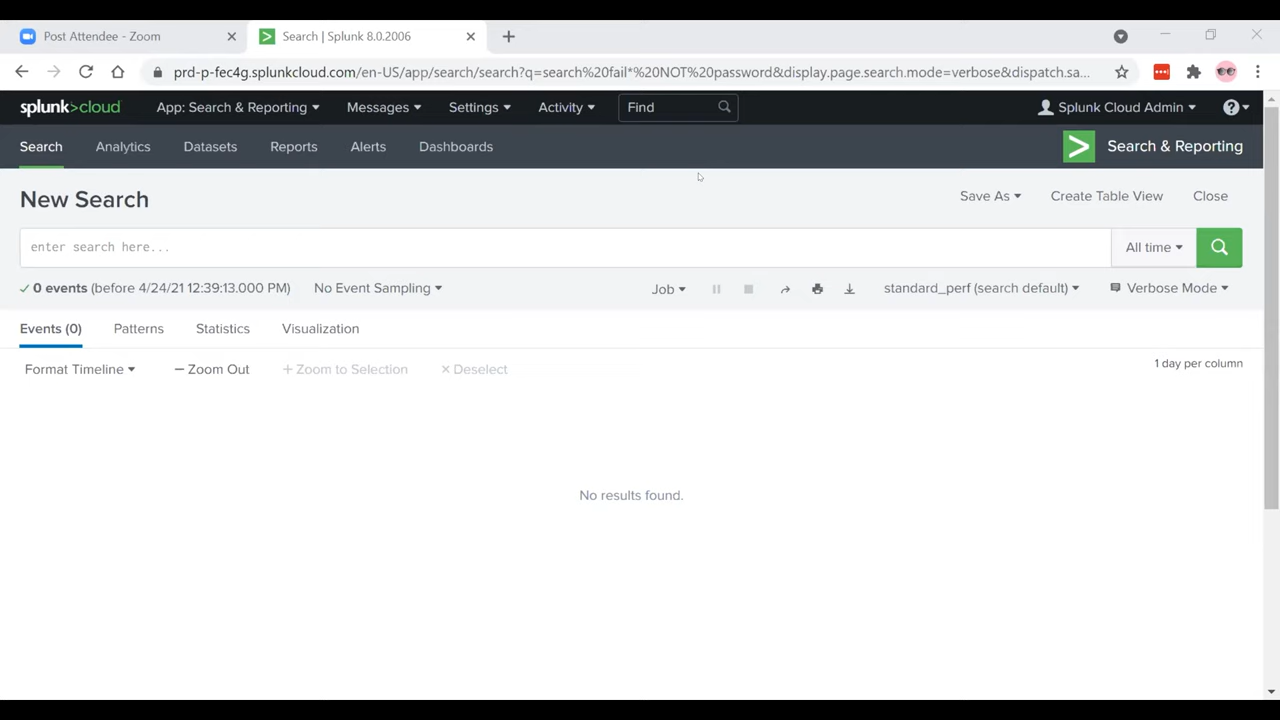 Post Attendee - Zoom
Search | Splunk 8.0.2006
prd-p-fec4g.splunkcloud.com/en-US/app/search/search?q=search%20fail*%20NOT%20password&display.page.search.mode=verbose&dispatch.sa...
splunk>cloud App: Search & Reporting Messages Settings Activity Find Splunk Cloud Admin ?
Search Analytics Datasets Reports Alerts Dashboards > Search & Reporting
New Search Save As Create Table View Close
enter search here... All time
✓ 0 events (before 4/24/21 12:39:13.000 PM) No Event Sampling Job standard_perf (search default) Verbose Mode
Events (0) Patterns Statistics Visualization
Format Timeline — Zoom Out + Zoom to Selection × Deselect 1 day per column
No results found.